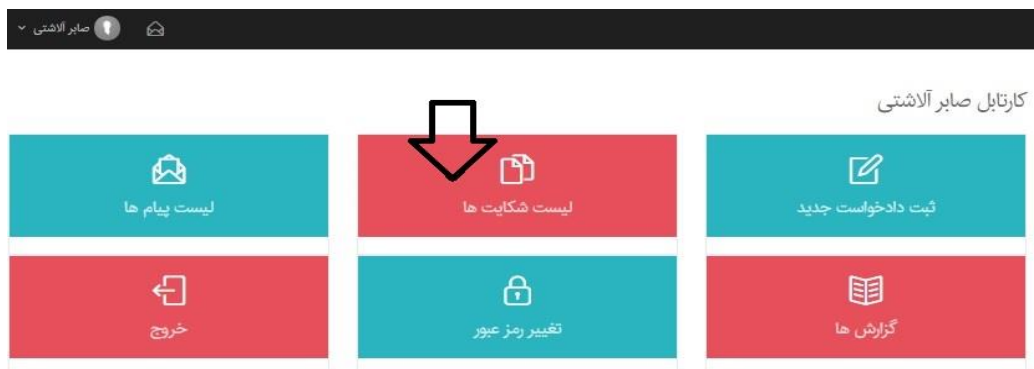 صابر آلاشتی
کارتابل صابر آلاشتی
ثبت دادخواست جدید
لیست شکایت ها
لیست پیام ها
گزارش ها
تغییر رمز عبور
خروج